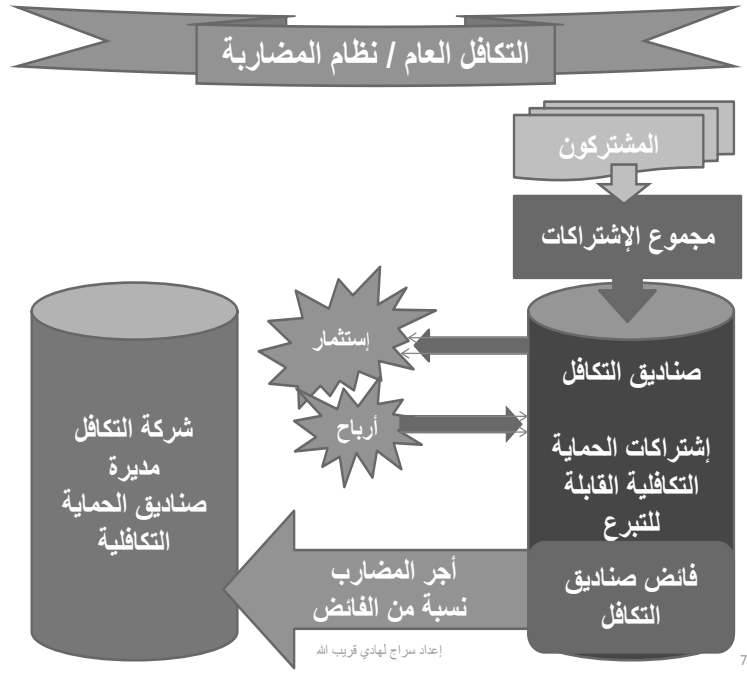 التكافل العام / نظام المضاربة
المشتركون
مجموع الإشتراكات
إستثمار
أرباح
صناديق التكافل
إشتراكات الحماية
التكافلية القابلة
للتبرع
فائض صناديق
التكافل
شركة التكافل
مديرة
صناديق الحماية
التكافلية
أجر المضارب
نسبة من الفائض
إعداد سراج لهادي قريب الله
7